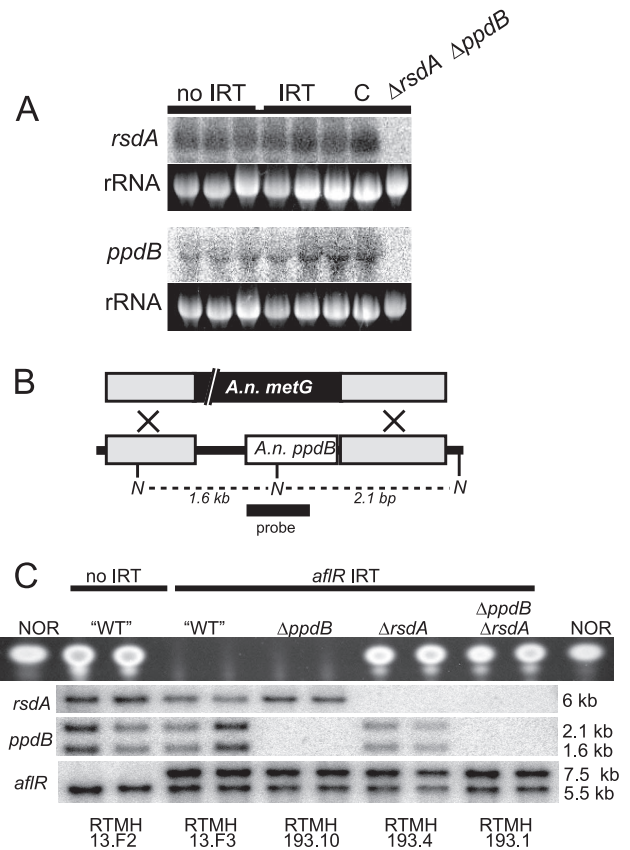 A
no IRT IRT C ΔrsdA ΔppdB
rsdA
rRNA
ppdB
rRNA
B
A.n. metG
A.n. ppdB
N N N
1.6 kb 2.1 bp
probe
C
no IRT aflR IRT
NOR "WT" "WT" ΔppdB ΔrsdA ΔppdB ΔrsdA NOR
rsdA 6 kb
ppdB 2.1 kb
1.6 kb
aflR 7.5 kb
5.5 kb
RTMH RTMH RTMH RTMH RTMH
13.F2 13.F3 193.10 193.4 193.1